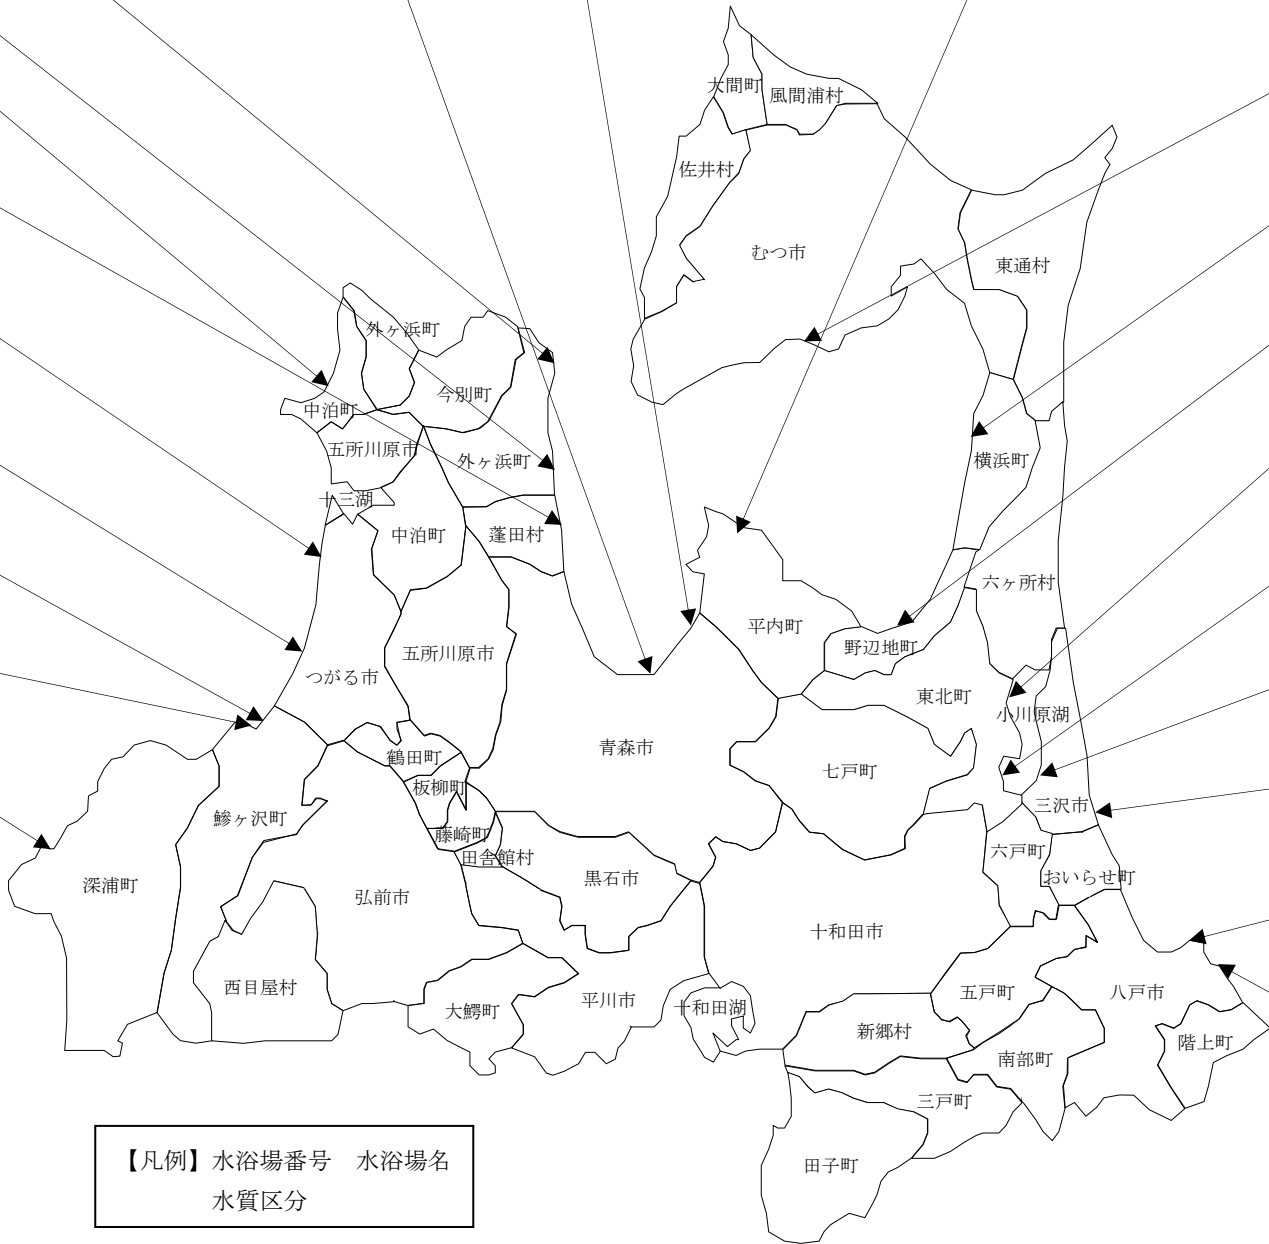 大間町
風間浦村
佐井村
むつ市
東通村
外ヶ浜町
今別町
中泊町
五所川原市
外ヶ浜町
横浜町
十三湖
中泊町
蓬田村
六ヶ所村
平内町
野辺地町
五所川原市
つがる市
東北町
小川原湖
青森市
鶴田町
七戸町
板柳町
三沢市
鰺ヶ沢町
藤崎町
田舎館村
六戸町
深浦町
弘前市
黒石市
おいらせ町
十和田市
西目屋村
大鰐町
平川市
十和田湖
五戸町
八戸市
新郷村
階上町
南部町
三戸町
田子町
【凡例】水浴場番号　水浴場名
水質区分